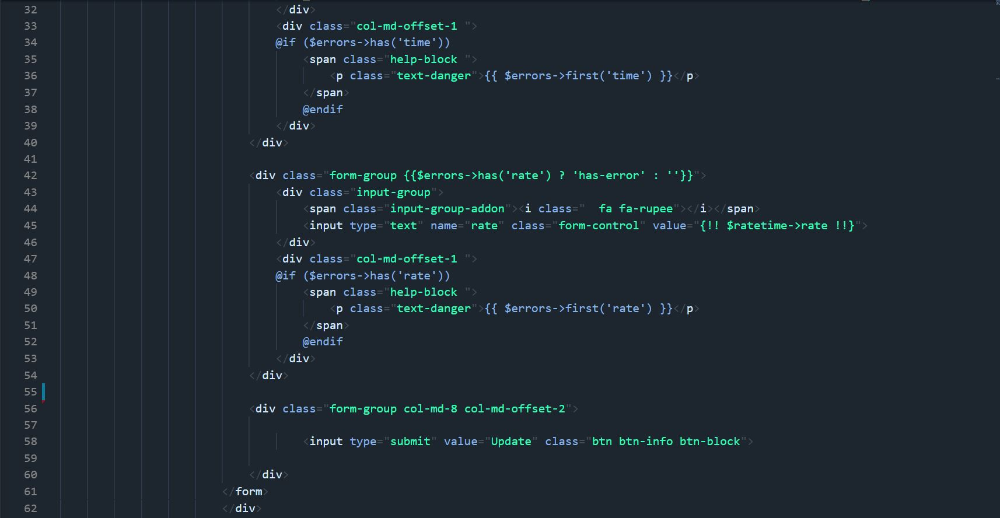 32 </div>
33 <div class="col-md-offset-1 ">
34 @if ($errors->has('time'))
35 <span class="help-block ">
36 <p class="text-danger">{{ $errors->first('time') }}</p>
37 </span>
38 @endif
39 </div>
40 </div>
41
42 <div class="form-group {{$errors->has('rate') ? 'has-error' : ''}}">
43 <div class="input-group">
44 <span class="input-group-addon"><i class="  fa fa-rupee"></i></span>
45 <input type="text" name="rate" class="form-control" value="{!! $ratetime->rate !!}">
46 </div>
47 <div class="col-md-offset-1 ">
48 @if ($errors->has('rate'))
49 <span class="help-block ">
50 <p class="text-danger">{{ $errors->first('rate') }}</p>
51 </span>
52 @endif
53 </div>
54 </div>
55
56 <div class="form-group col-md-8 col-md-offset-2">
57
58 <input type="submit" value="Update" class="btn btn-info btn-block">
59
60 </div>
61 </form>
62 </div>